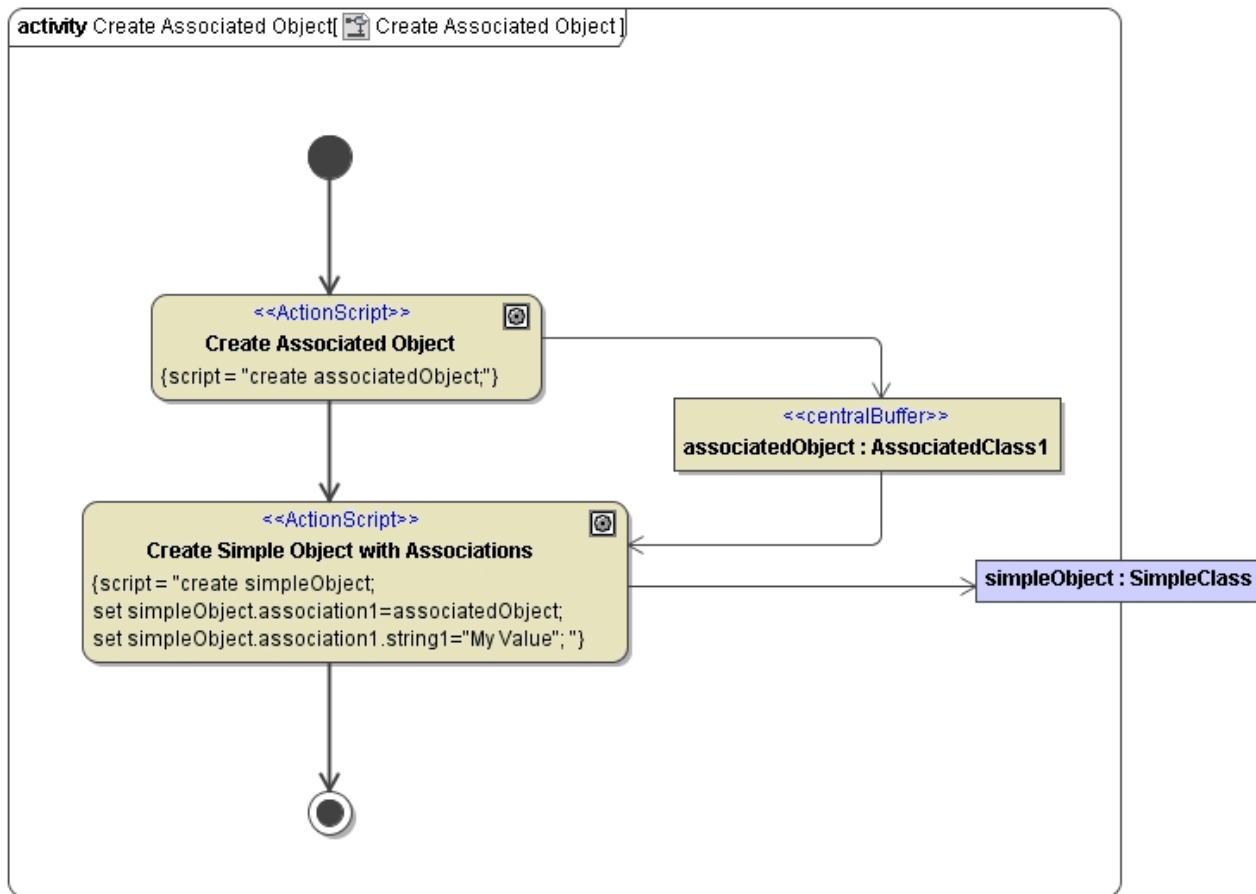 activity Create Associated Object[ Create Associated Object ]
<<ActionScript>>
Create Associated Object
{script = "create associatedObject;"}
<<centralBuffer>>
associatedObject : AssociatedClass1
<<ActionScript>>
Create Simple Object with Associations
{script = "create simpleObject;
set simpleObject.association1=associatedObject;
set simpleObject.association1.string1="My Value"; "}
simpleObject : SimpleClass